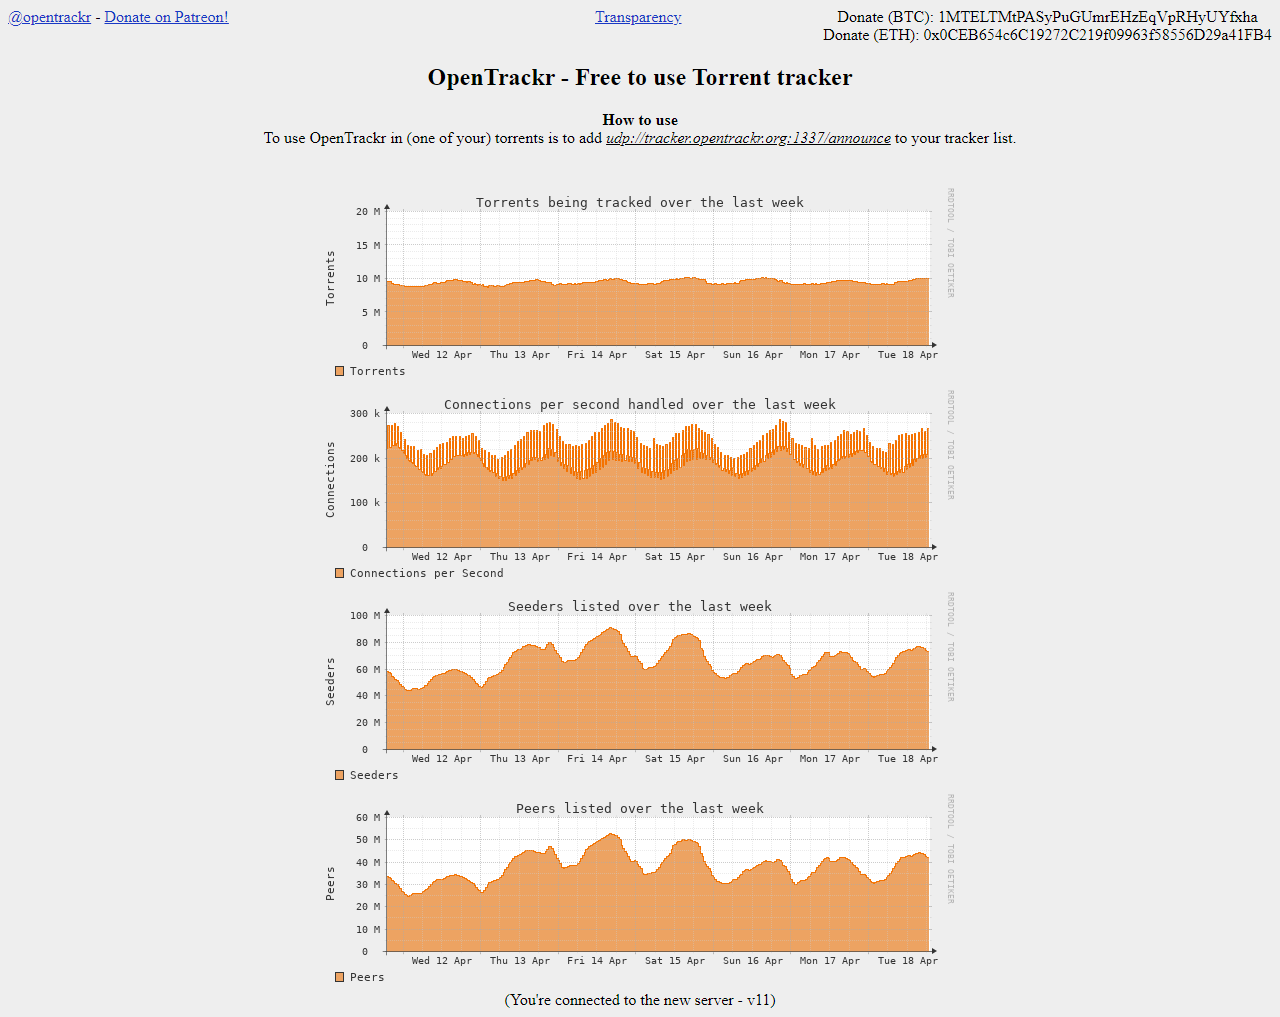 @opentrackr - Donate on Patreon!
Transparency
Donate (BTC): 1MTELTMtPASyPuGUmrEHzEqVpRHyUYfxha
Donate (ETH): 0x0CEB654c6C19272C219f09963f58556D29a41FB4
OpenTrackr - Free to use Torrent tracker
How to use
To use OpenTrackr in (one of your) torrents is to add udp://tracker.opentrackr.org:1337/announce to your tracker list.
Torrents being tracked over the last week
RRDTOOL / TOBI OETIKER
Torrents
20 M
15 M
10 M
5 M
0
Wed 12 Apr Thu 13 Apr Fri 14 Apr Sat 15 Apr Sun 16 Apr Mon 17 Apr Tue 18 Apr
Torrents
Connections per second handled over the last week
RRDTOOL / TOBI OETIKER
Connections
300 k
200 k
100 k
0
Wed 12 Apr Thu 13 Apr Fri 14 Apr Sat 15 Apr Sun 16 Apr Mon 17 Apr Tue 18 Apr
Connections per Second
Seeders listed over the last week
RRDTOOL / TOBI OETIKER
Seeders
100 M
80 M
60 M
40 M
20 M
0
Wed 12 Apr Thu 13 Apr Fri 14 Apr Sat 15 Apr Sun 16 Apr Mon 17 Apr Tue 18 Apr
Seeders
Peers listed over the last week
RRDTOOL / TOBI OETIKER
Peers
60 M
50 M
40 M
30 M
20 M
10 M
0
Wed 12 Apr Thu 13 Apr Fri 14 Apr Sat 15 Apr Sun 16 Apr Mon 17 Apr Tue 18 Apr
Peers
(You're connected to the new server - v11)